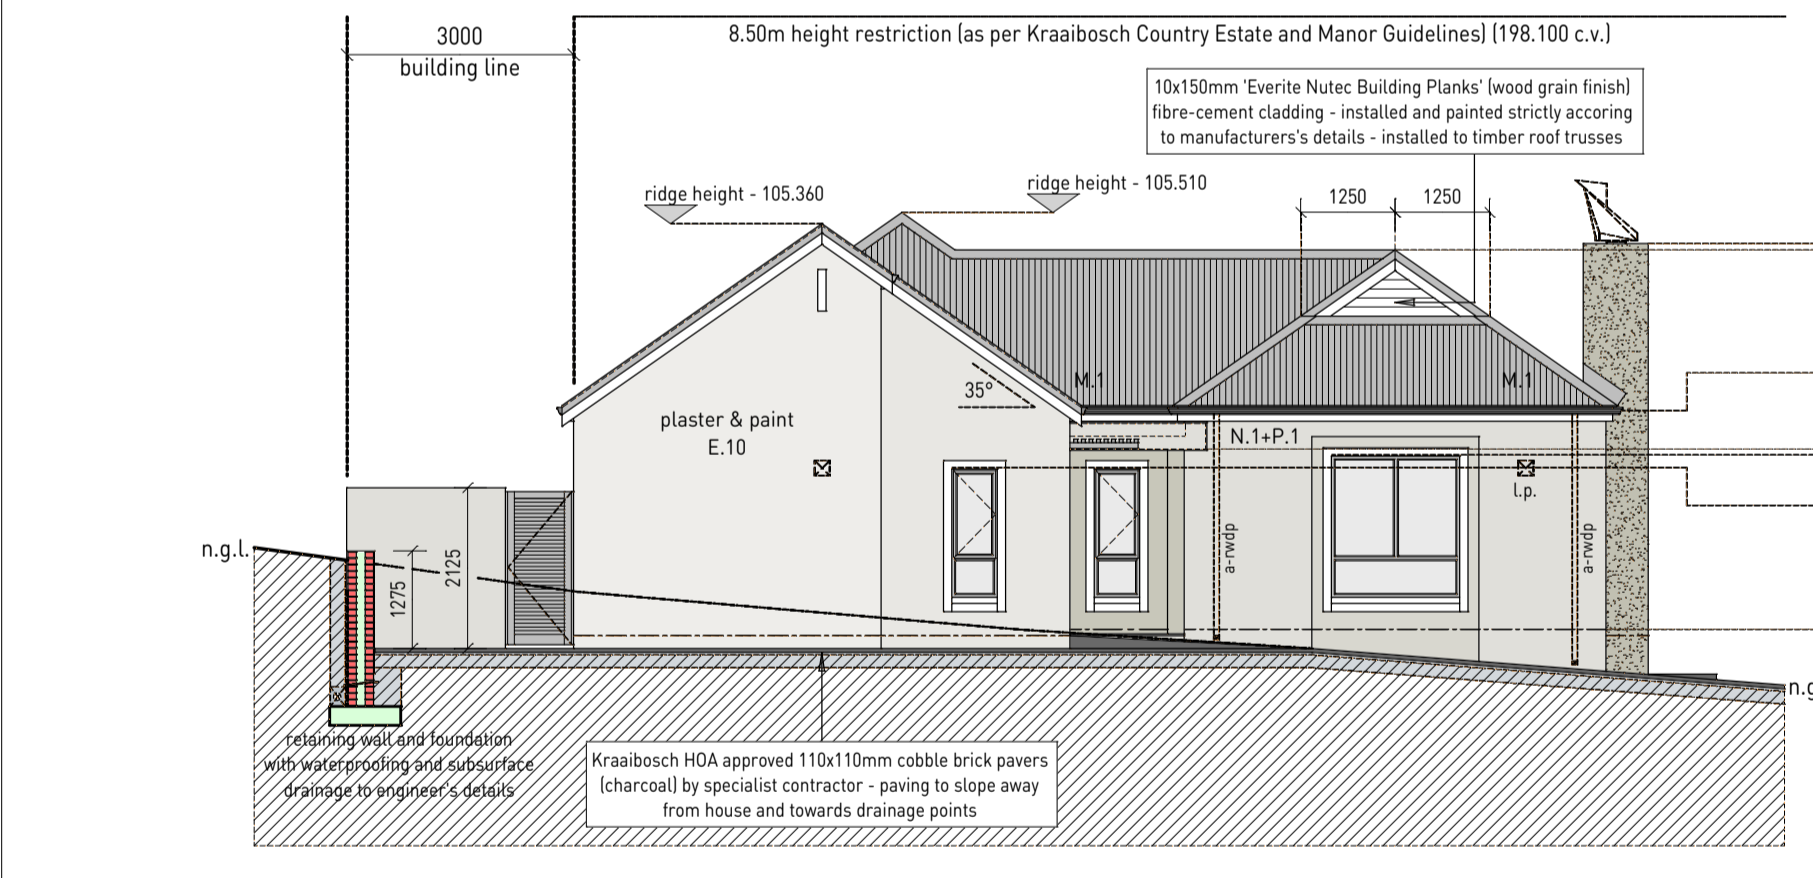 8.50m height restriction (as per Kraaibosch Country Estate and Manor Guidelines) (198.100 c.v.)
3000
building line
10x150mm 'Everite Nutec Building Planks' (wood grain finish)
fibre-cement cladding - installed and painted strictly accoring
to manufacturers's details - installed to timber roof trusses
ridge height - 105.360
ridge height - 105.510
1250
1250
35°
M.1
M.1
plaster & paint
E.10
N.1+P.1
l.p.
a-rwdp
a-rwdp
n.g.l.
1275
2125
n.g
retaining wall and foundation
with waterproofing and subsurface
drainage to engineer's details
Kraaibosch HOA approved 110x110mm cobble brick pavers
(charcoal) by specialist contractor - paving to slope away
from house and towards drainage points